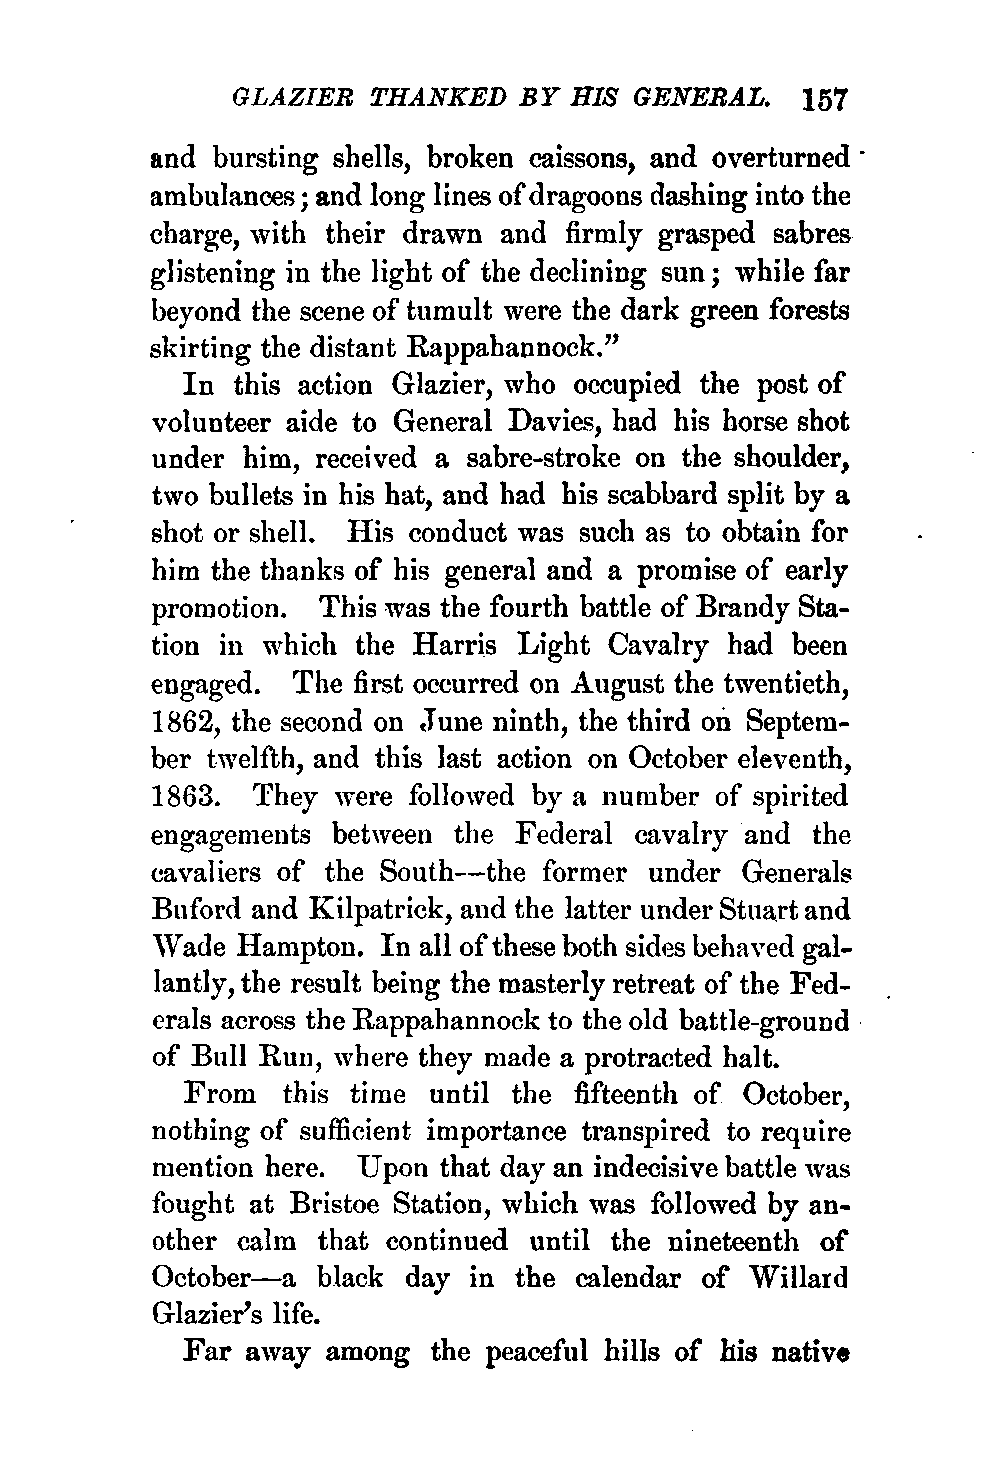 GLAZIER THANKED BY HIS GENERAL. 157
and bursting shells, broken caissons, and overturned
ambulances; and long lines of dragoons dashing into the
charge, with their drawn and firmly grasped sabres
glistening in the light of the declining sun; while far
beyond the scene of tumult were the dark green forests
skirting the distant Rappahannock.”
In this action Glazier, who occupied the post of
volunteer aide to General Davies, had his horse shot
under him, received a sabre-stroke on the shoulder,
two bullets in his hat, and had his scabbard split by a
shot or shell. His conduct was such as to obtain for
him the thanks of his general and a promise of early
promotion. This was the fourth battle of Brandy Sta-
tion in which the Harris Light Cavalry had been
engaged. The first occurred on August the twentieth,
1862, the second on June ninth, the third on Septem-
ber twelfth, and this last action on October eleventh,
1863. They were followed by a number of spirited
engagements between the Federal cavalry and the
cavaliers of the South—the former under Generals
Buford and Kilpatrick, and the latter under Stuart and
Wade Hampton. In all of these both sides behaved gal-
lantly, the result being the masterly retreat of the Fed-
erals across the Rappahannock to the old battle-ground
of Bull Run, where they made a protracted halt.
From this time until the fifteenth of October,
nothing of sufficient importance transpired to require
mention here. Upon that day an indecisive battle was
fought at Bristoe Station, which was followed by an-
other calm that continued until the nineteenth of
October—a black day in the calendar of Willard
Glazier’s life.
Far away among the peaceful hills of his native